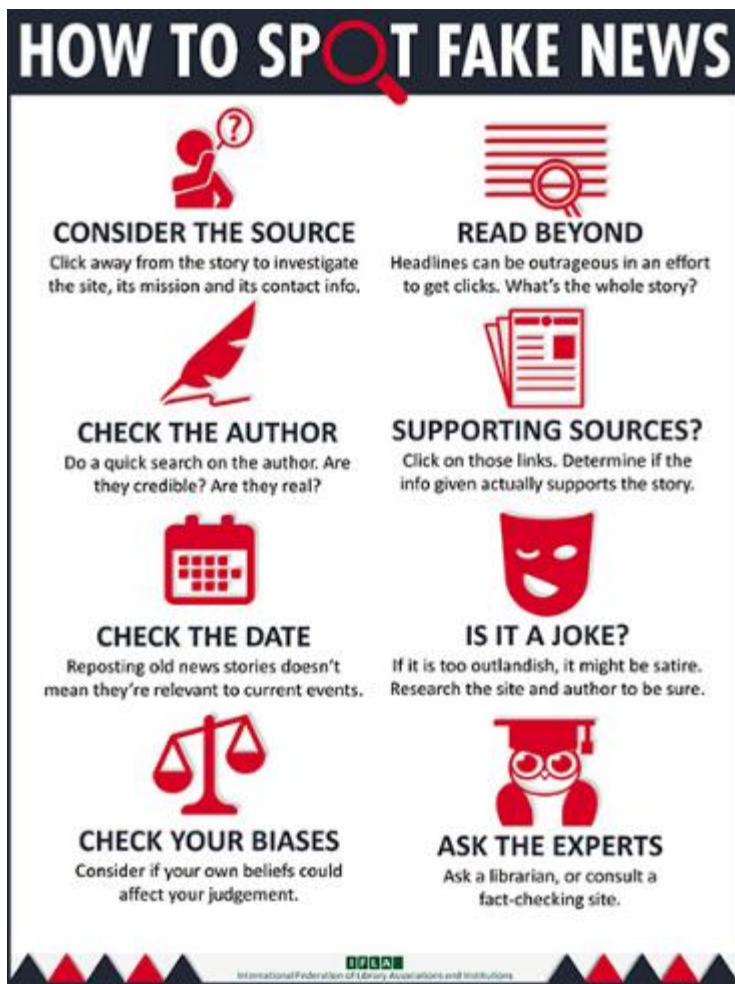 HOW TO SPOT FAKE NEWS
?
CONSIDER THE SOURCE
Click away from the story to investigate
the site, its mission and its contact info.
READ BEYOND
Headlines can be outrageous in an effort
to get clicks. What's the whole story?
CHECK THE AUTHOR
Do a quick search on the author. Are
they credible? Are they real?
SUPPORTING SOURCES?
Click on those links. Determine if the
info given actually supports the story.
CHECK THE DATE
Reposting old news stories doesn't
mean they're relevant to current events.
IS IT A JOKE?
If it is too outlandish, it might be satire.
Research the site and author to be sure.
CHECK YOUR BIASES
Consider if your own beliefs could
affect your judgement.
ASK THE EXPERTS
Ask a librarian, or consult a
fact-checking site.
IFLA
International Federation of Library Associations and Institutions